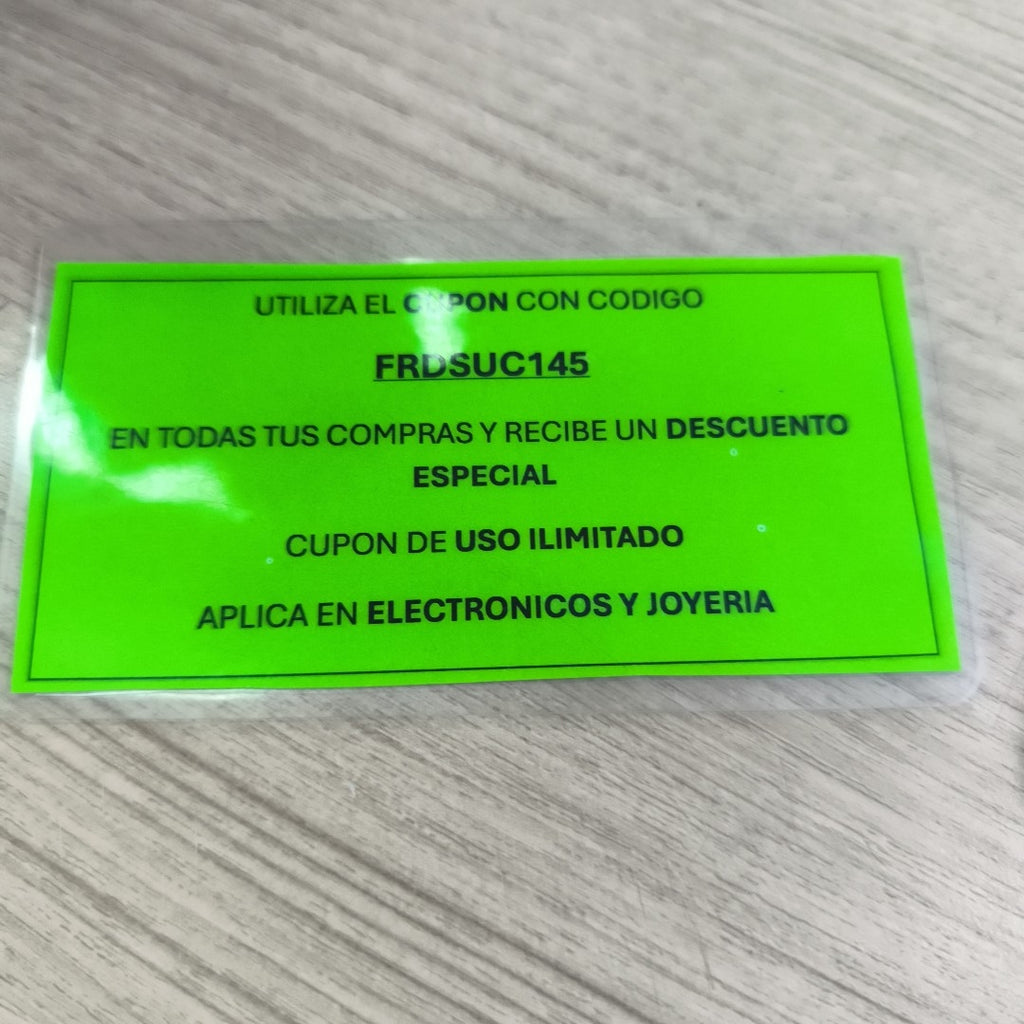 UTILIZA EL CUPON CON CODIGO
FRDSUC145
EN TODAS TUS COMPRAS Y RECIBE UN DESCUENTO
ESPECIAL
CUPON DE USO ILIMITADO
APLICA EN ELECTRONICOS Y JOYERIA